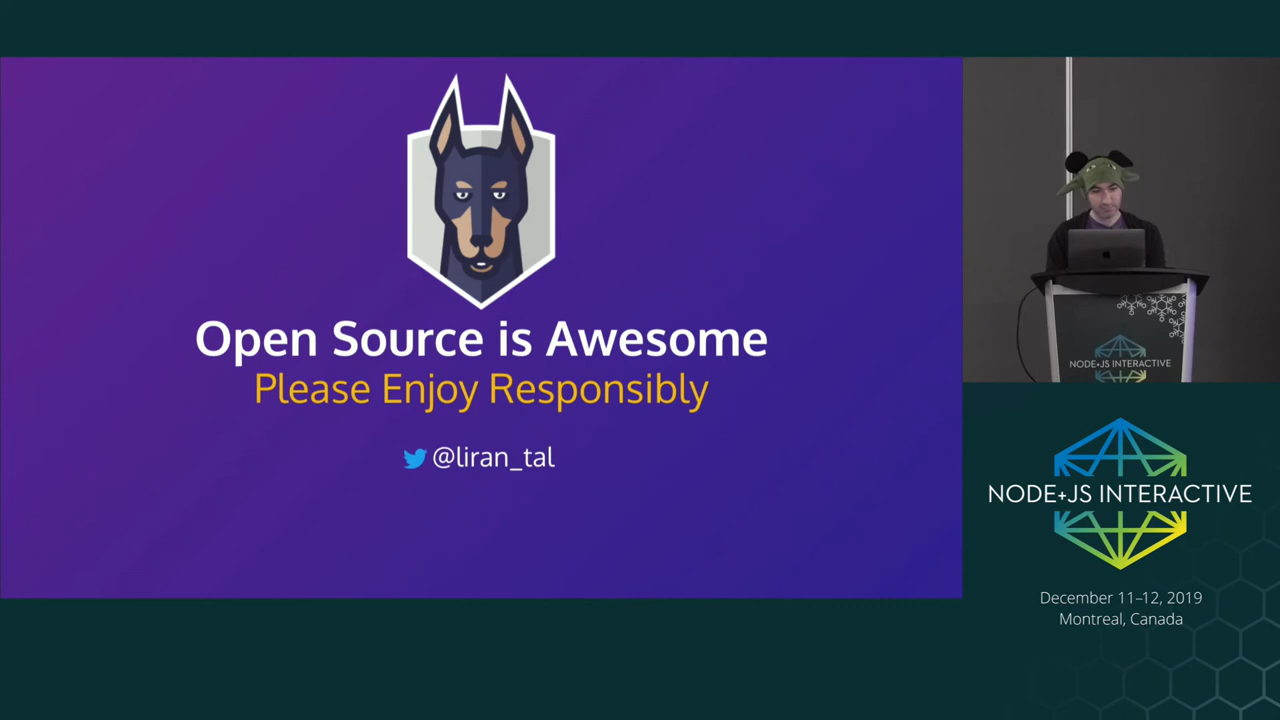 Open Source is Awesome
Please Enjoy Responsibly
@liran_tal
NODE+JS INTERACTIVE
NODE+JS INTERACTIVE
December 11–12, 2019
Montreal, Canada